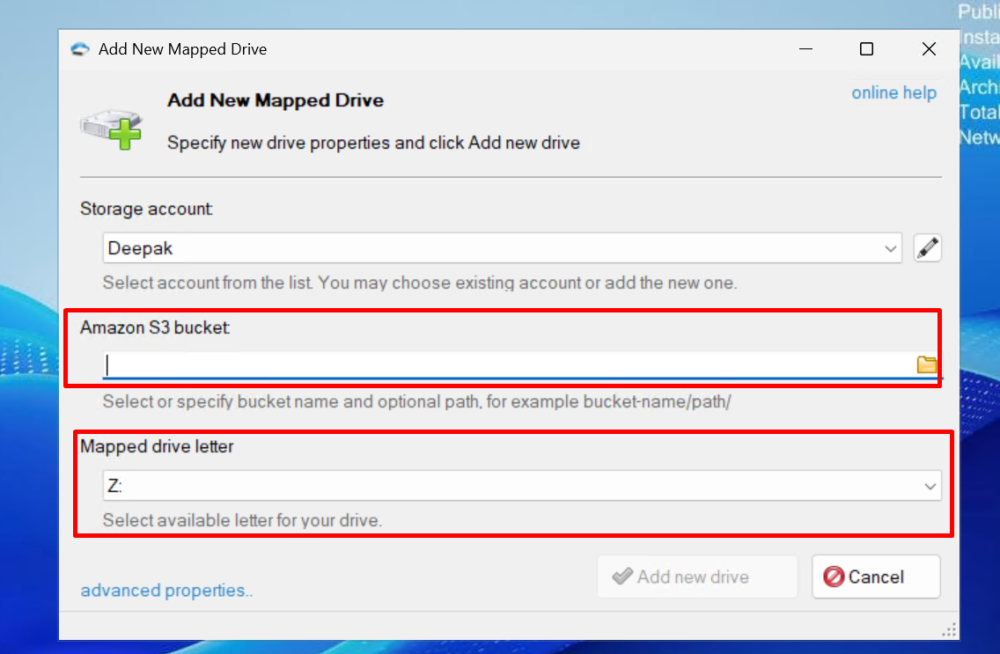 Add New Mapped Drive
Add New Mapped Drive
online help
Specify new drive properties and click Add new drive
Storage account:
Deepak
Select account from the list. You may choose existing account or add the new one.
Amazon S3 bucket:
Select or specify bucket name and optional path, for example bucket-name/path/
Mapped drive letter
Z:
Select available letter for your drive.
advanced properties..
Add new drive
Cancel
Publi
Insta
Avail
Archi
Total
Netw